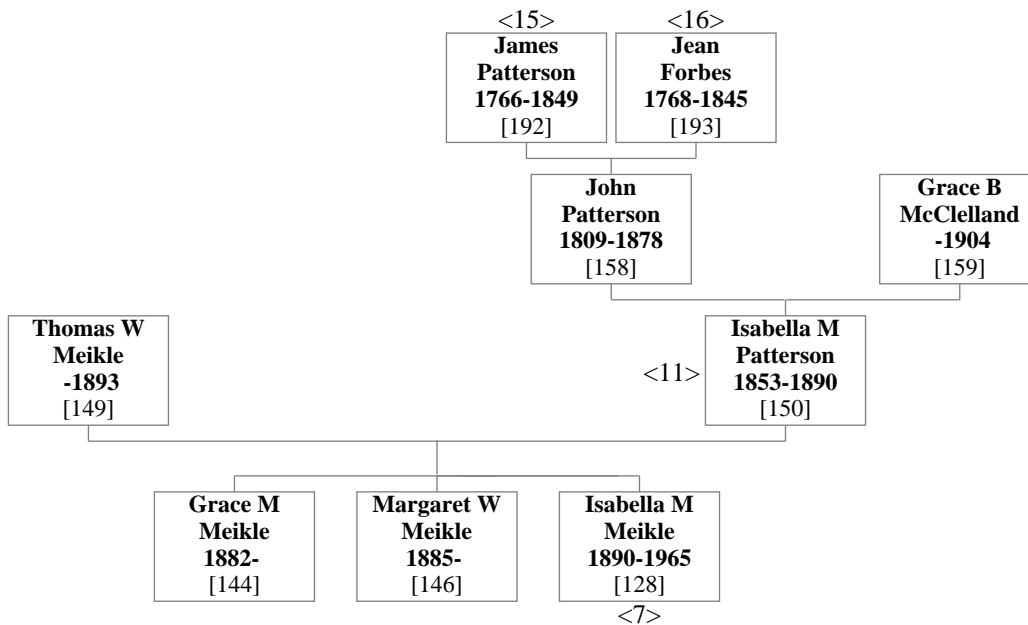 <15>
<16>
James
Patterson
1766-1849
[192]
Jean
Forbes
1768-1845
[193]
John
Patterson
1809-1878
[158]
Grace B
McClelland
-1904
[159]
Thomas W
Meikle
-1893
[149]
<11>
Isabella M
Patterson
1853-1890
[150]
Grace M
Meikle
1882-
[144]
Margaret W
Meikle
1885-
[146]
Isabella M
Meikle
1890-1965
[128]
<7>